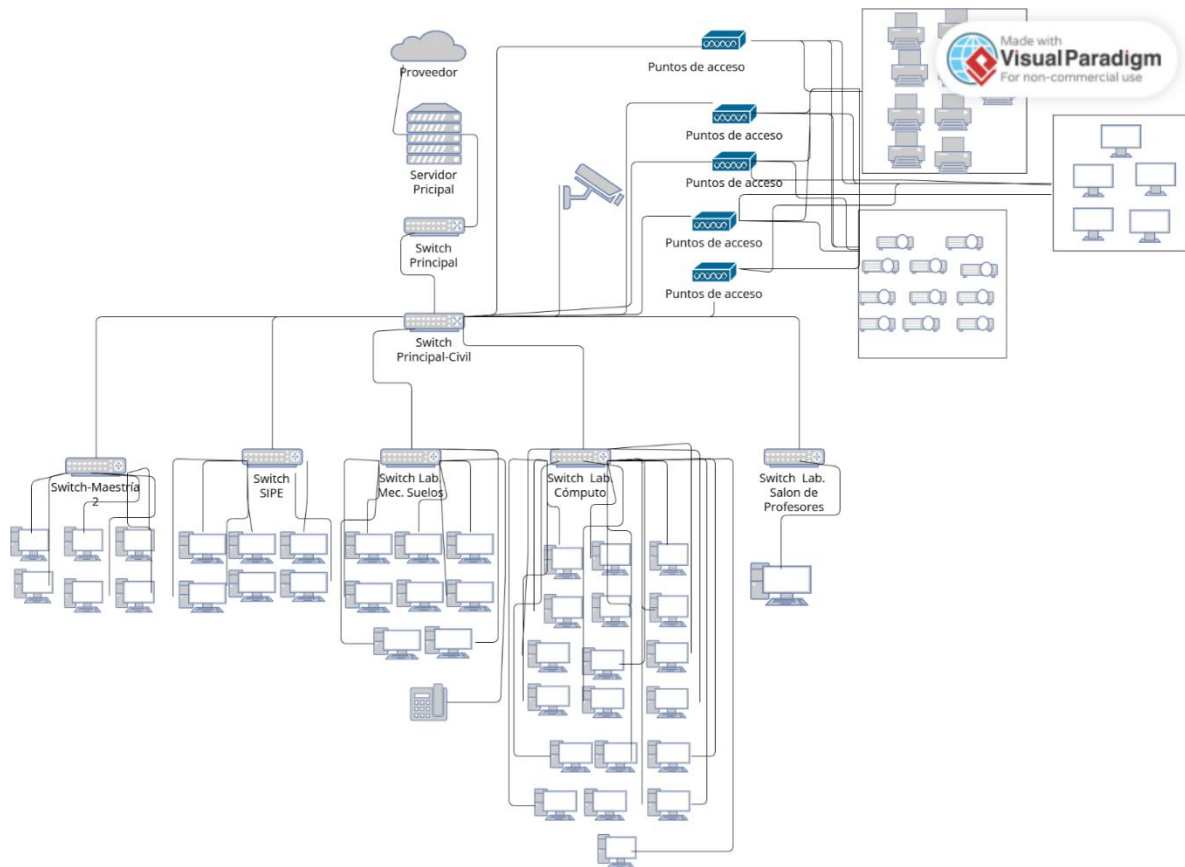 Made with
VisualParadigm
For non-commercial use
Proveedor
Puntos de acceso
Puntos de acceso
Servidor
Pricipal
Puntos de acceso
Puntos de acceso
Switch
Principal
Puntos de acceso
Switch
Principal-Civil
Switch-Maestría
2
Switch
SIPE
Switch Lab.
Mec. Suelos
Switch Lab.
Cómputo
Switch Lab.
Salon de
Profesores